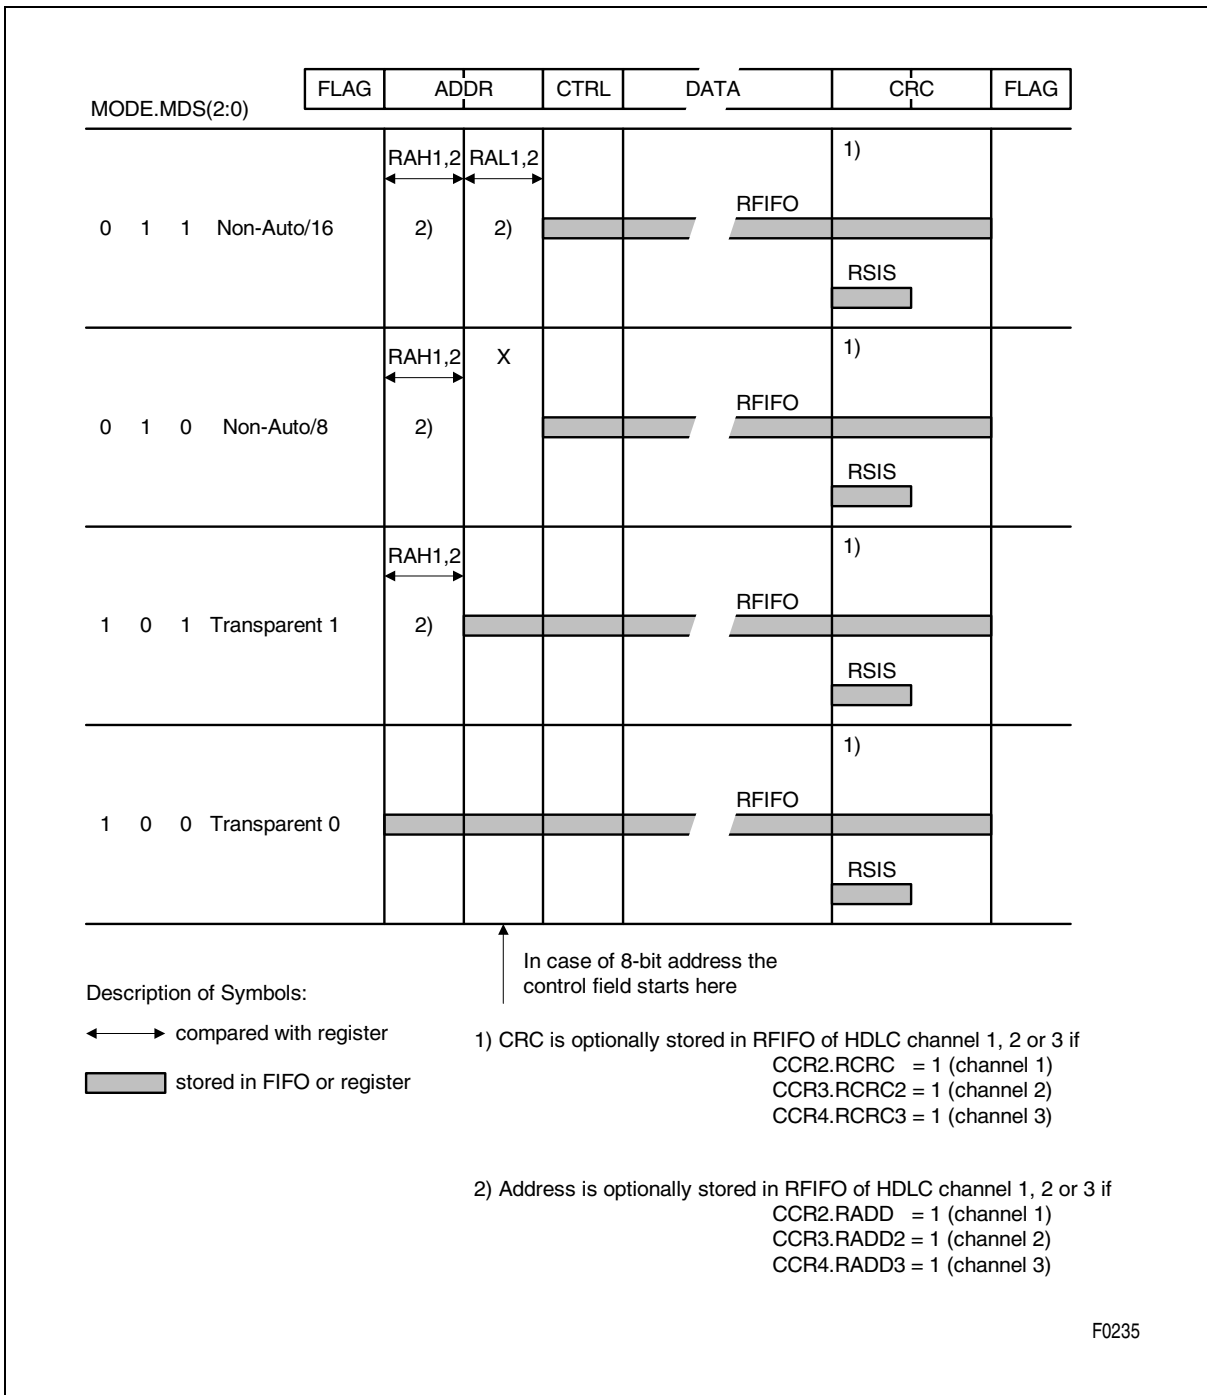 FLAG ADDR CTRL DATA CRC FLAG
MODE.MDS(2:0)
RAH1,2 RAL1,2 1)
RFIFO
0 1 1 Non-Auto/16 2) 2)
RSIS
RAH1,2 X 1)
RFIFO
0 1 0 Non-Auto/8 2)
RSIS
RAH1,2 1)
RFIFO
1 0 1 Transparent 1 2)
RSIS
1)
RFIFO
1 0 0 Transparent 0
RSIS
In case of 8-bit address the
control field starts here
Description of Symbols:
compared with register
stored in FIFO or register
1) CRC is optionally stored in RFIFO of HDLC channel 1, 2 or 3 if
CCR2.RCRC = 1 (channel 1)
CCR3.RCRC2 = 1 (channel 2)
CCR4.RCRC3 = 1 (channel 3)
2) Address is optionally stored in RFIFO of HDLC channel 1, 2 or 3 if
CCR2.RADD = 1 (channel 1)
CCR3.RADD2 = 1 (channel 2)
CCR4.RADD3 = 1 (channel 3)
F0235